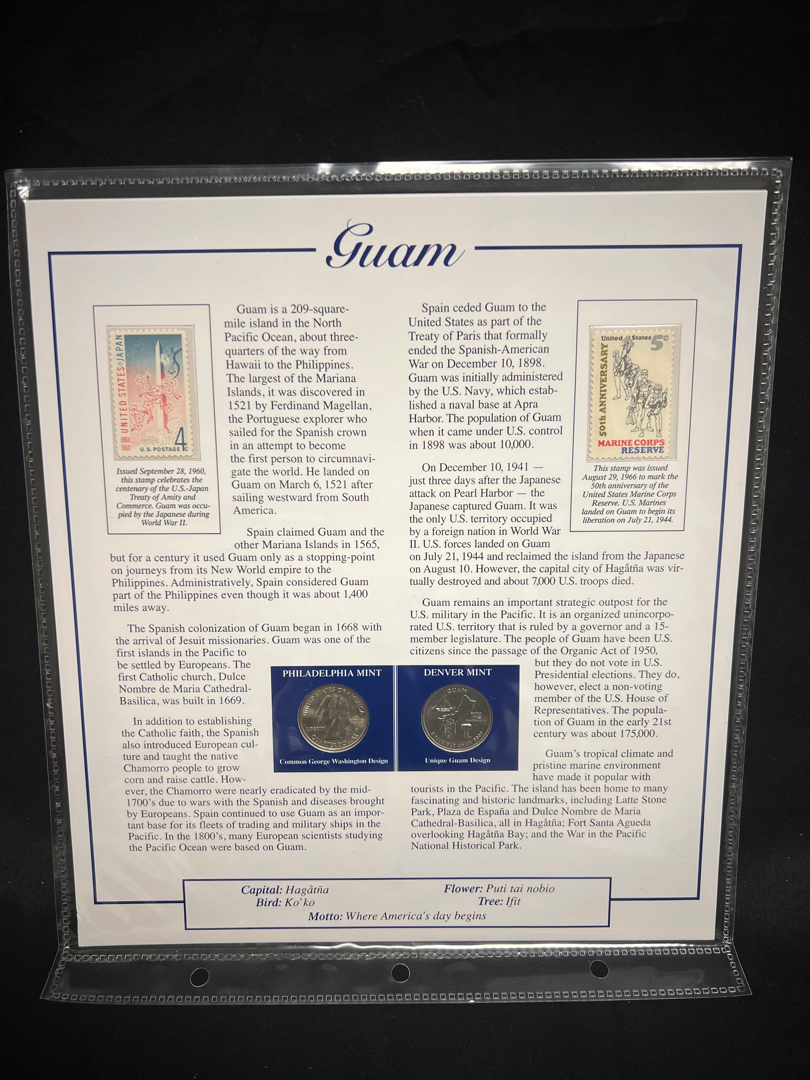 Guam
UNITED STATES JAPAN
U.S. POSTAGE 4
Issued September 28, 1960,
this stamp celebrates the
centenary of the U.S.-Japan
Treaty of Amity and
Commerce. Guam was occu-
pied by the Japanese during
World War II.
Guam is a 209-square-
mile island in the North
Pacific Ocean, about three-
quarters of the way from
Hawaii to the Philippines.
The largest of the Mariana
Islands, it was discovered in
1521 by Ferdinand Magellan,
the Portuguese explorer who
sailed for the Spanish crown
in an attempt to become
the first person to circumnavi-
gate the world. He landed on
Guam on March 6, 1521 after
sailing westward from South
America.
Spain claimed Guam and the
other Mariana Islands in 1565,
but for a century it used Guam only as a stopping-point
on journeys from its New World empire to the
Philippines. Administratively, Spain considered Guam
part of the Philippines even though it was about 1,400
miles away.
The Spanish colonization of Guam began in 1668 with
the arrival of Jesuit missionaries. Guam was one of the
first islands in the Pacific to
be settled by Europeans. The
first Catholic church, Dulce
Nombre de Maria Cathedral-
Basilica, was built in 1669.
In addition to establishing
the Catholic faith, the Spanish
also introduced European cul-
ture and taught the native
Chamorro people to grow
corn and raise cattle. How-
ever, the Chamorro were nearly eradicated by the mid-
1700's due to wars with the Spanish and diseases brought
by Europeans. Spain continued to use Guam as an impor-
tant base for its fleets of trading and military ships in the
Pacific. In the 1800's, many European scientists studying
the Pacific Ocean were based on Guam.
PHILADELPHIA MINT
Common George Washington Design
DENVER MINT
GUAM
Unique Guam Design
Spain ceded Guam to the
United States as part of the
Treaty of Paris that formally
ended the Spanish-American
War on December 10, 1898.
Guam was initially administered
by the U.S. Navy, which estab-
lished a naval base at Apra
Harbor. The population of Guam
when it came under U.S. control
in 1898 was about 10,000.
On December 10, 1941 —
just three days after the Japanese
attack on Pearl Harbor — the
Japanese captured Guam. It was
the only U.S. territory occupied
by a foreign nation in World War
II. U.S. forces landed on Guam
on July 21, 1944 and reclaimed the island from the Japanese
on August 10. However, the capital city of Hagåtña was vir-
tually destroyed and about 7,000 U.S. troops died.
Guam remains an important strategic outpost for the
U.S. military in the Pacific. It is an organized unincorpo-
rated U.S. territory that is ruled by a governor and a 15-
member legislature. The people of Guam have been U.S.
citizens since the passage of the Organic Act of 1950,
but they do not vote in U.S.
Presidential elections. They do,
however, elect a non-voting
member of the U.S. House of
Representatives. The popula-
tion of Guam in the early 21st
century was about 175,000.
Guam's tropical climate and
pristine marine environment
have made it popular with
tourists in the Pacific. The island has been home to many
fascinating and historic landmarks, including Latte Stone
Park, Plaza de España and Dulce Nombre de Maria
Cathedral-Basilica, all in Hagåtña; Fort Santa Agueda
overlooking Hagåtña Bay; and the War in the Pacific
National Historical Park.
United States 5c
50th ANNIVERSARY
MARINE CORPS
RESERVE
This stamp was issued
August 29, 1966 to mark the
50th anniversary of the
United States Marine Corps
Reserve. U.S. Marines
landed on Guam to begin its
liberation on July 21, 1944.
Capital: Hagåtña
Flower: Puti tai nobio
Bird: Ko'ko
Tree: Ifit
Motto: Where America's day begins